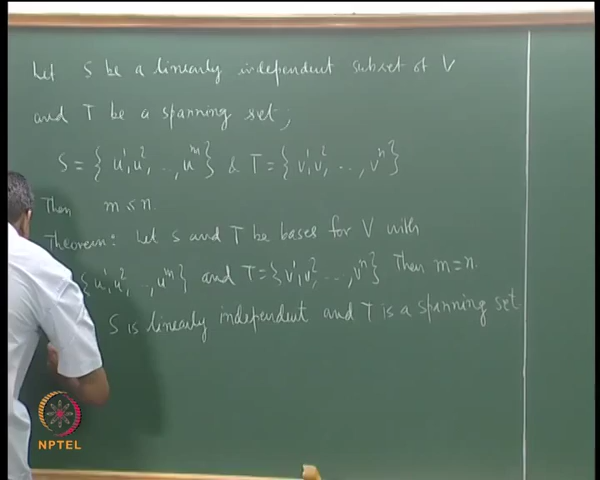 Let S be a linearly independent subset of V
and T be a spanning set;
S = { u¹, u², .., uᵐ } & T = { v¹, v², .., vⁿ }
Then m ≤ n.
Theorem: Let S and T be bases for V with
{ u¹, u², .., uᵐ } and T = { v¹, v², .., vⁿ } Then m = n.
S is linearly independent and T is a spanning set
NPTEL